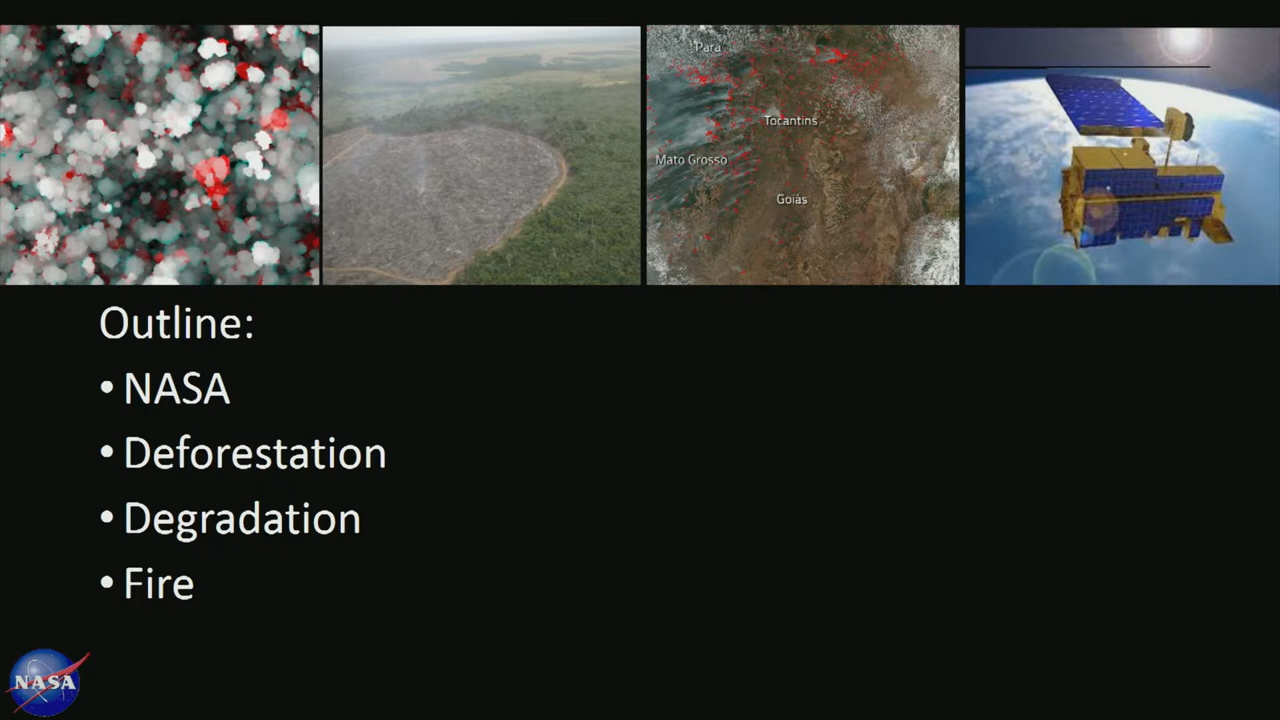 Para
Tocantins
Mato Grosso
Goiás
Outline:
• NASA
• Deforestation
• Degradation
• Fire
NASA